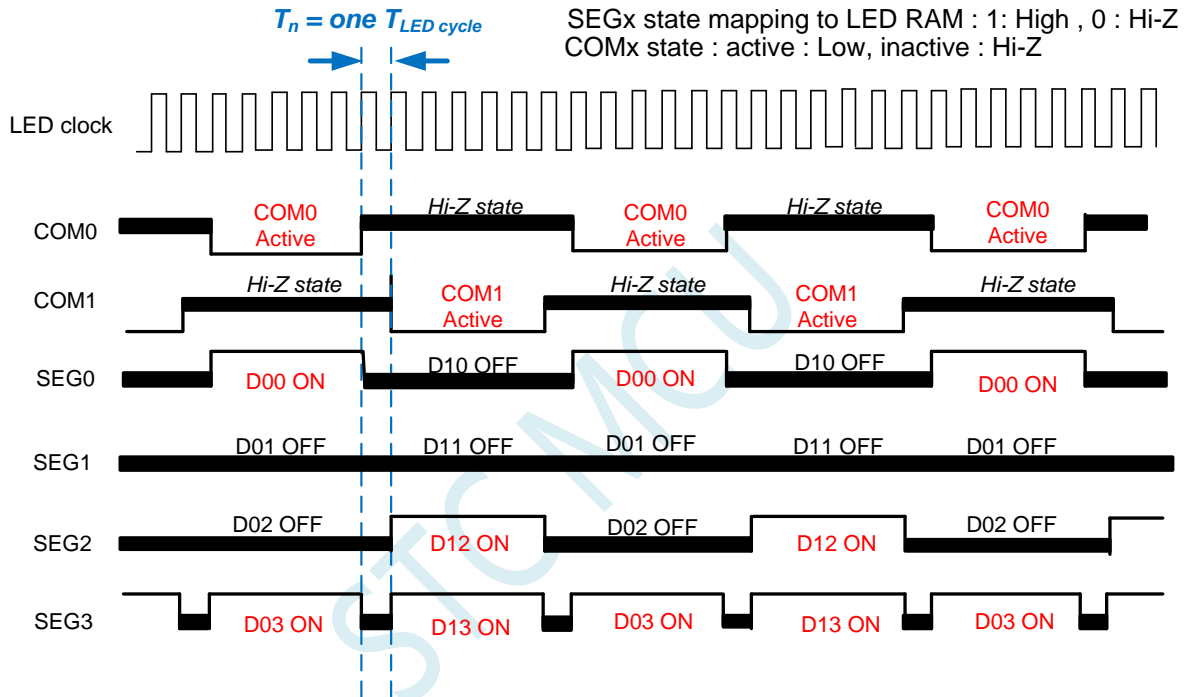 Tn = one TLED cycle
SEGx state mapping to LED RAM : 1: High , 0 : Hi-Z
COMx state : active : Low, inactive : Hi-Z
LED clock
COM0
COM0 Active
Hi-Z state
COM0 Active
Hi-Z state
COM0 Active
COM1
Hi-Z state
COM1 Active
Hi-Z state
COM1 Active
Hi-Z state
SEG0
D00 ON
D10 OFF
D00 ON
D10 OFF
D00 ON
SEG1
D01 OFF
D11 OFF
D01 OFF
D11 OFF
D01 OFF
SEG2
D02 OFF
D12 ON
D02 OFF
D12 ON
D02 OFF
SEG3
D03 ON
D13 ON
D03 ON
D13 ON
D03 ON
STC MCU